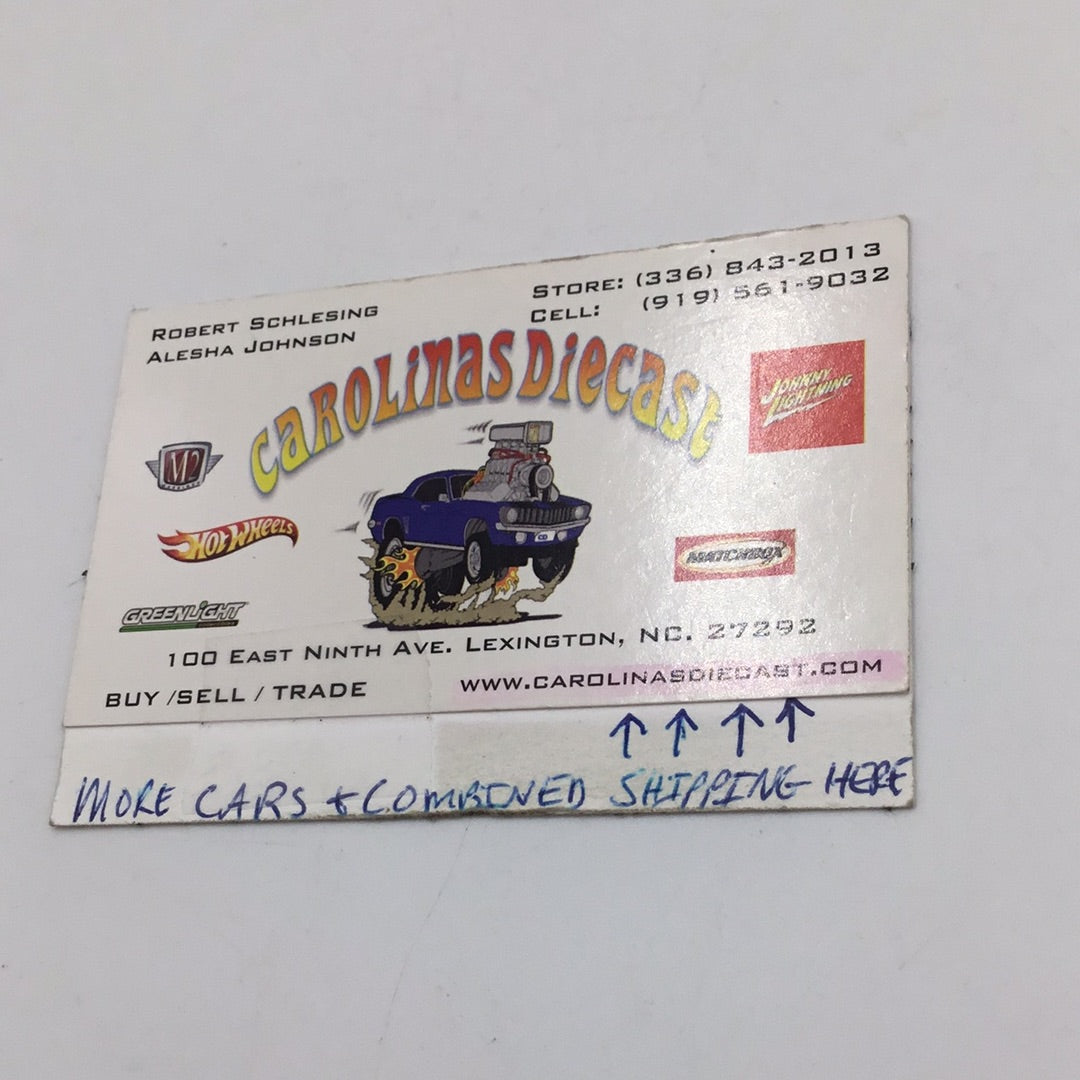 ROBERT SCHLESING
ALESHA JOHNSON
STORE: (336) 843-2013
CELL: (919) 561-9032
CAROLINAS DIECAST
JOHNNY
LIGHTNING
M2
HOT WHEELS
MATCHBOX
CD
GREENLIGHT
100 EAST NINTH AVE. LEXINGTON, NC. 27292
BUY /SELL / TRADE
WWW.CAROLINASDIECAST.COM
↑ ↑ ↑ ↑
MORE CARS + COMBINED SHIPPING HERE